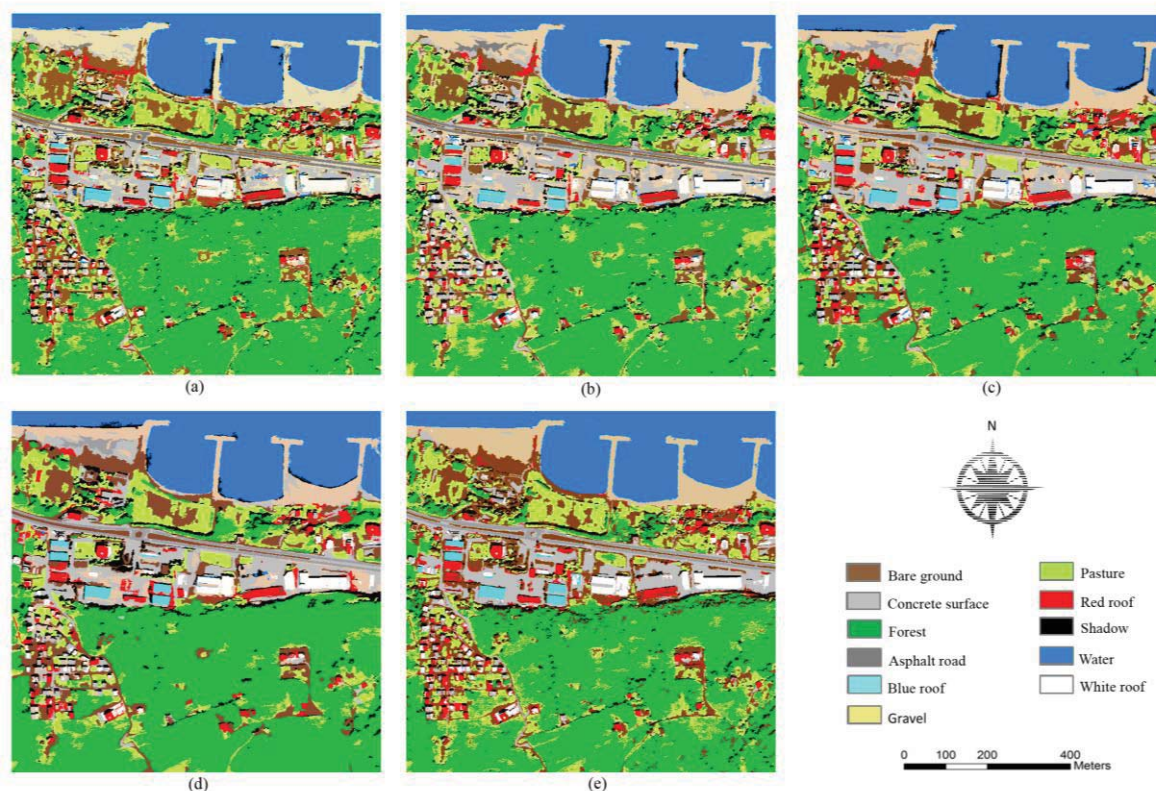 (a)
(b)
(c)
(d)
(e)
N
Bare ground
Concrete surface
Forest
Asphalt road
Blue roof
Gravel
Pasture
Red roof
Shadow
Water
White roof
0 100 200 400
Meters